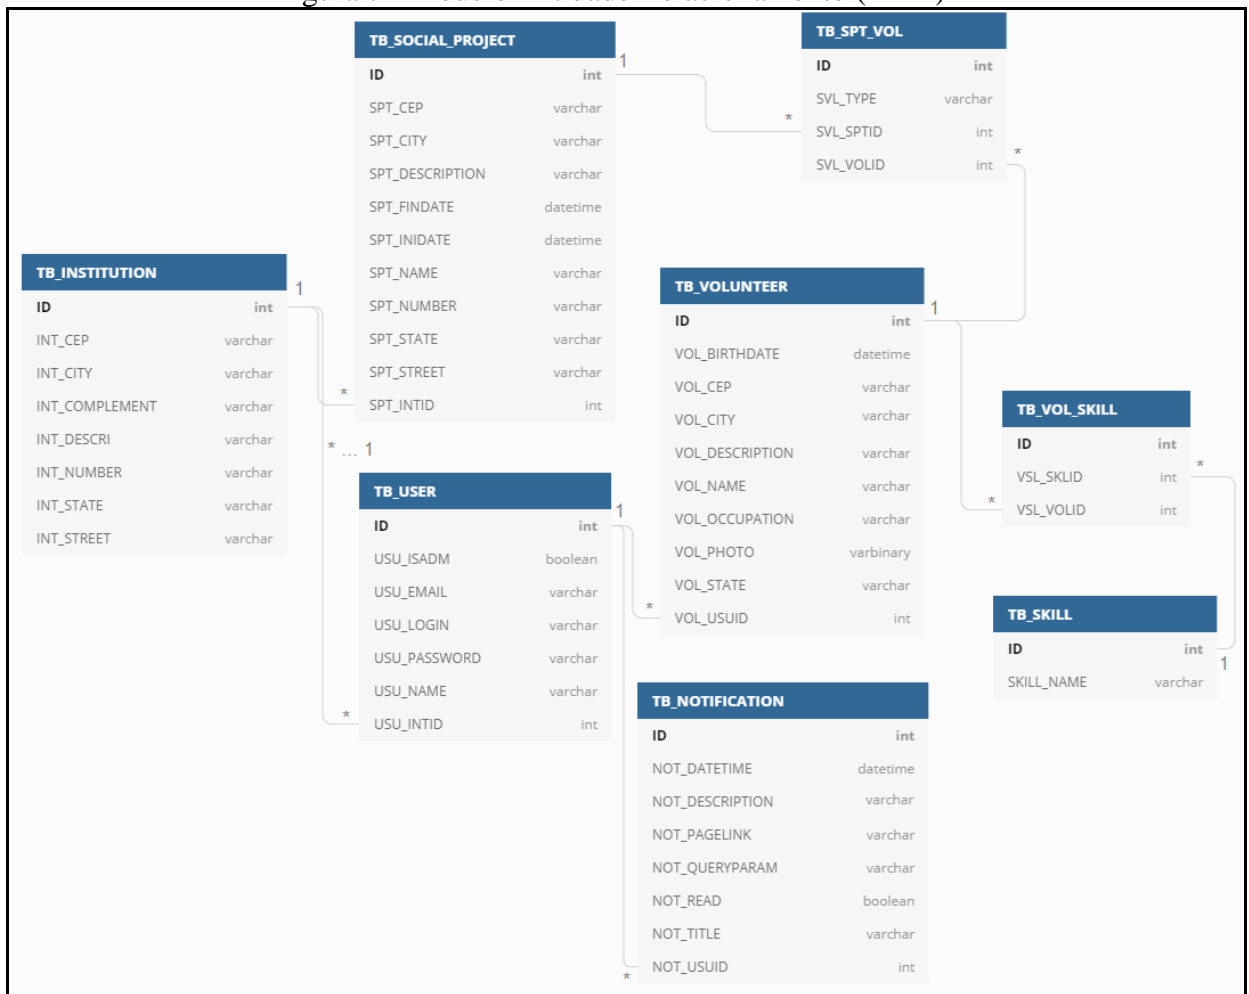 TB_SOCIAL_PROJECT
ID int
SPT_CEP varchar
SPT_CITY varchar
SPT_DESCRIPTION varchar
SPT_FINDATE datetime
SPT_INIDATE datetime
SPT_NAME varchar
SPT_NUMBER varchar
SPT_STATE varchar
SPT_STREET varchar
SPT_INTID int
1
*
TB_SPT_VOL
ID int
SVL_TYPE varchar
SVL_SPTID int
SVL_VOLID int
*
TB_INSTITUTION
ID int
INT_CEP varchar
INT_CITY varchar
INT_COMPLEMENT varchar
INT_DESCRI varchar
INT_NUMBER varchar
INT_STATE varchar
INT_STREET varchar
1
*
* ... 1
*
TB_USER
ID int
USU_ISADM boolean
USU_EMAIL varchar
USU_LOGIN varchar
USU_PASSWORD varchar
USU_NAME varchar
USU_INTID int
1
*
TB_VOLUNTEER
ID int
VOL_BIRTHDATE datetime
VOL_CEP varchar
VOL_CITY varchar
VOL_DESCRIPTION varchar
VOL_NAME varchar
VOL_OCCUPATION varchar
VOL_PHOTO varbinary
VOL_STATE varchar
VOL_USUID int
1
*
TB_VOL_SKILL
ID int
VSL_SKLID int
VSL_VOLID int
*
TB_SKILL
ID int
SKILL_NAME varchar
1
TB_NOTIFICATION
ID int
NOT_DATETIME datetime
NOT_DESCRIPTION varchar
NOT_PAGELINK varchar
NOT_QUERYPARAM varchar
NOT_READ boolean
NOT_TITLE varchar
NOT_USUID int
*